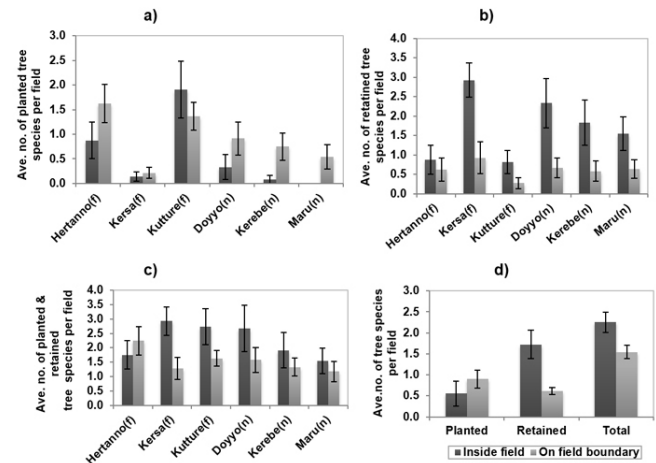 a)
Ave. no. of planted tree
species per field
3.0
2.5
2.0
1.5
1.0
0.5
0.0
Hertanno(f)
Kersa(f)
Kutture(f)
Doyyo(n)
Kerebe(n)
Maru(n)
b)
Ave. no. of retatined tree
species per field
4.0
3.5
3.0
2.5
2.0
1.5
1.0
0.5
0.0
Hertanno(f)
Kersa(f)
Kutture(f)
Doyyo(n)
Kerebe(n)
Maru(n)
c)
Ave. no. of planted &
retained
tree species per field
4.0
3.5
3.0
2.5
2.0
1.5
1.0
0.5
0.0
Hertanno(f)
Kersa(f)
Kutture(f)
Doyyo(n)
Kerebe(n)
Maru(n)
d)
Ave.no. of tree species
per field
3.0
2.5
2.0
1.5
1.0
0.5
0.0
Planted
Retained
Total
Inside field
On field boundary